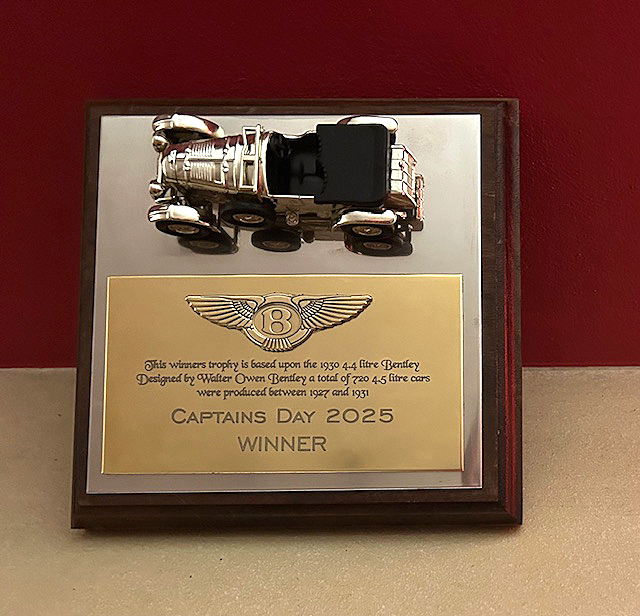 B
This winners trophy is based upon the 1930 4.4 litre Bentley
Designed by Walter Owen Bentley a total of 720 4.5 litre cars
were produced between 1927 and 1931
CAPTAINS DAY 2025
WINNER